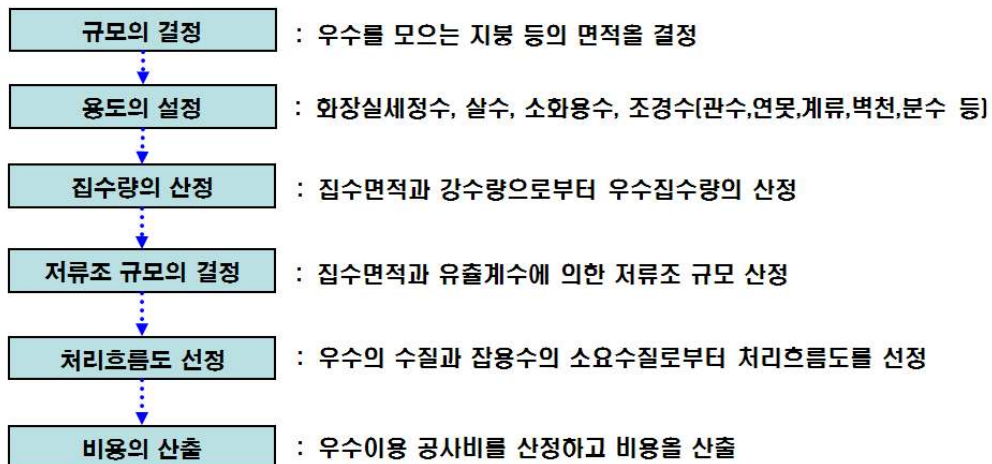 규모의 결정 : 우수를 모으는 지붕 등의 면적을 결정
용도의 설정 : 화장실세정수, 살수, 소화용수, 조경수(관수,연못,계류,벽천,분수 등)
집수량의 산정 : 집수면적과 강수량으로부터 우수집수량의 산정
저류조 규모의 결정 : 집수면적과 유출계수에 의한 저류조 규모 산정
처리흐름도 선정 : 우수의 수질과 잡용수의 소요수질로부터 처리흐름도를 선정
비용의 산출 : 우수이용 공사비를 산정하고 비용을 산출